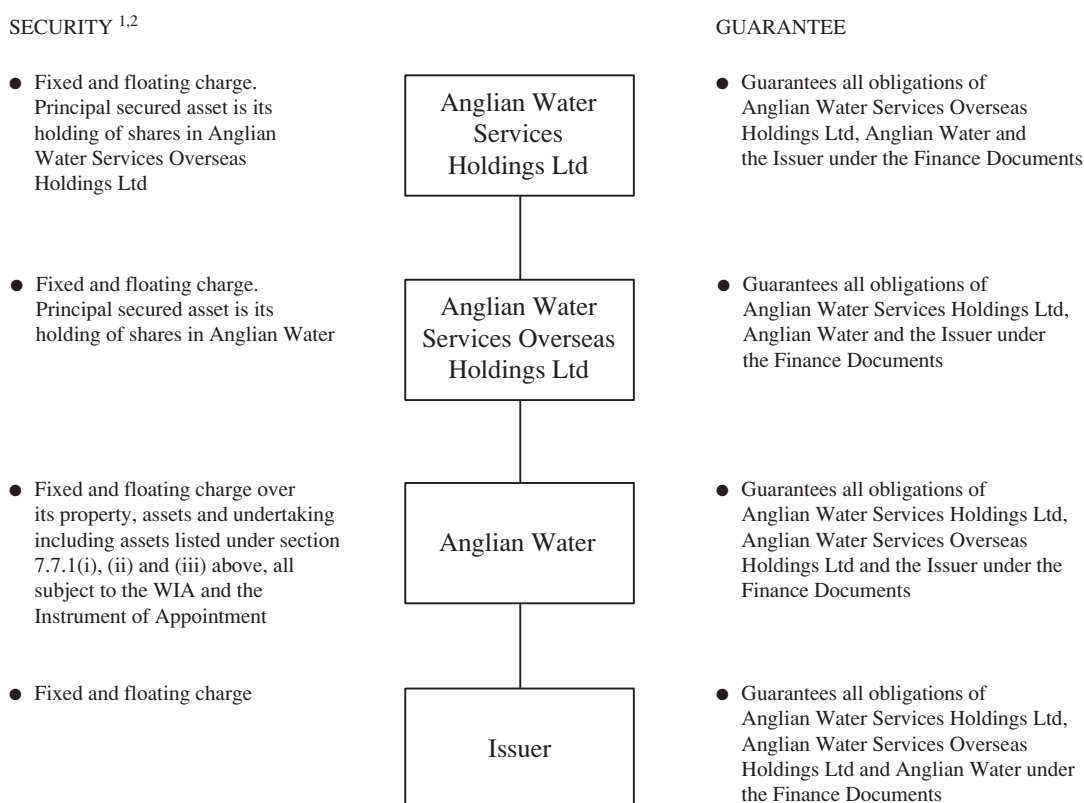 SECURITY 1,2
GUARANTEE
● Fixed and floating charge.
Principal secured asset is its
holding of shares in Anglian
Water Services Overseas
Holdings Ltd
Anglian Water
Services
Holdings Ltd
● Guarantees all obligations of
Anglian Water Services Overseas
Holdings Ltd, Anglian Water and
the Issuer under the Finance Documents
● Fixed and floating charge.
Principal secured asset is its
holding of shares in Anglian Water
Anglian Water
Services Overseas
Holdings Ltd
● Guarantees all obligations of
Anglian Water Services Holdings Ltd,
Anglian Water and the Issuer under
the Finance Documents
● Fixed and floating charge over
its property, assets and undertaking
including assets listed under section
7.7.1(i), (ii) and (iii) above, all
subject to the WIA and the
Instrument of Appointment
Anglian Water
● Guarantees all obligations of
Anglian Water Services Holdings Ltd,
Anglian Water Services Overseas
Holdings Ltd and the Issuer under the
Finance Documents
● Fixed and floating charge
Issuer
● Guarantees all obligations of
Anglian Water Services Holdings Ltd,
Anglian Water Services Overseas
Holdings Ltd and Anglian Water under
the Finance Documents